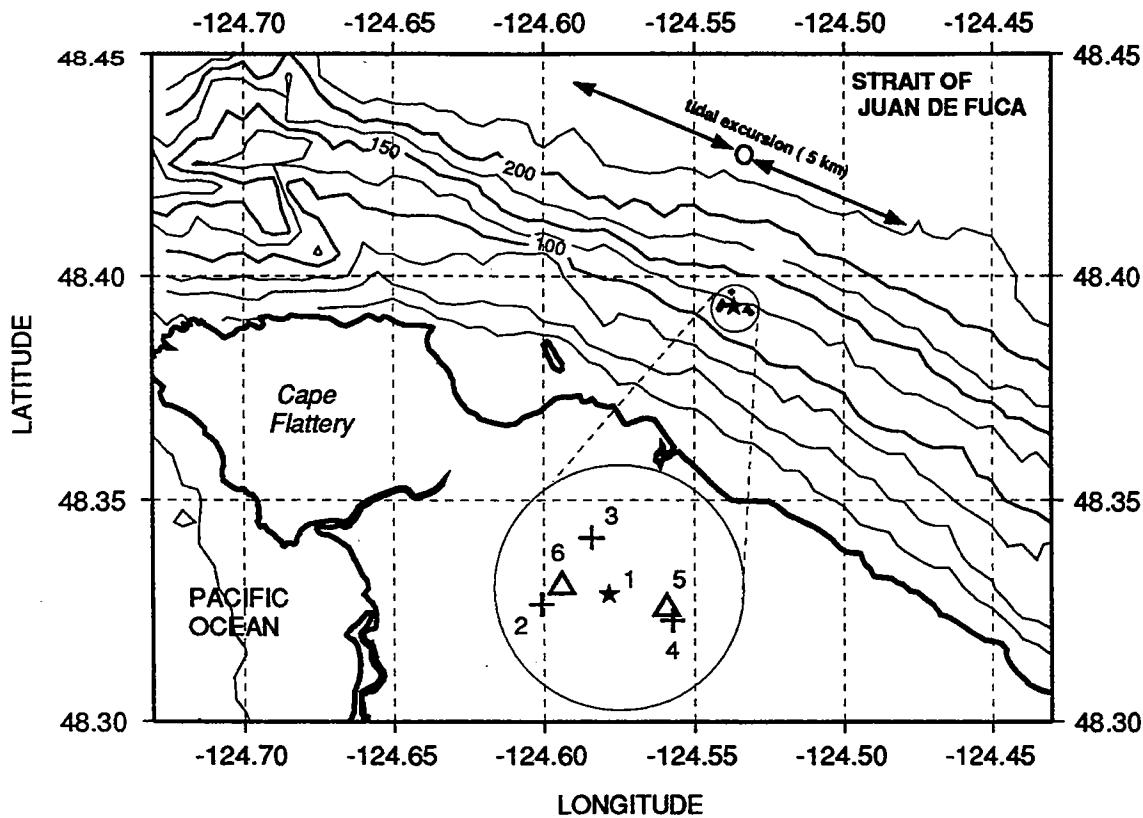 -124.70 -124.65 -124.60 -124.55 -124.50 -124.45
48.45 48.45
STRAIT OF
JUAN DE FUCA
tidal excursion ( 5 km)
150
200
100
48.40 48.40
LATITUDE
Cape
Flattery
48.35 48.35
3
6
1
5
2
4
PACIFIC
OCEAN
48.30 48.30
-124.70 -124.65 -124.60 -124.55 -124.50 -124.45
LONGITUDE